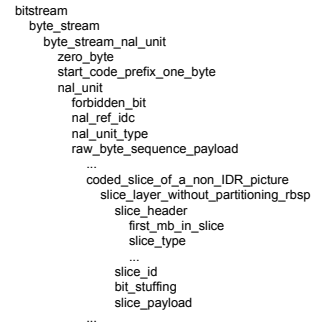 bitstream
byte_stream
byte_stream_nal_unit
zero_byte
start_code_prefix_one_byte
nal_unit
forbidden_bit
nal_ref_idc
nal_unit_type
raw_byte_sequence_payload
...
coded_slice_of_a_non_IDR_picture
slice_layer_without_partitioning_rbsp
slice_header
first_mb_in_slice
slice_type
...
slice_id
bit_stuffing
slice_payload
...